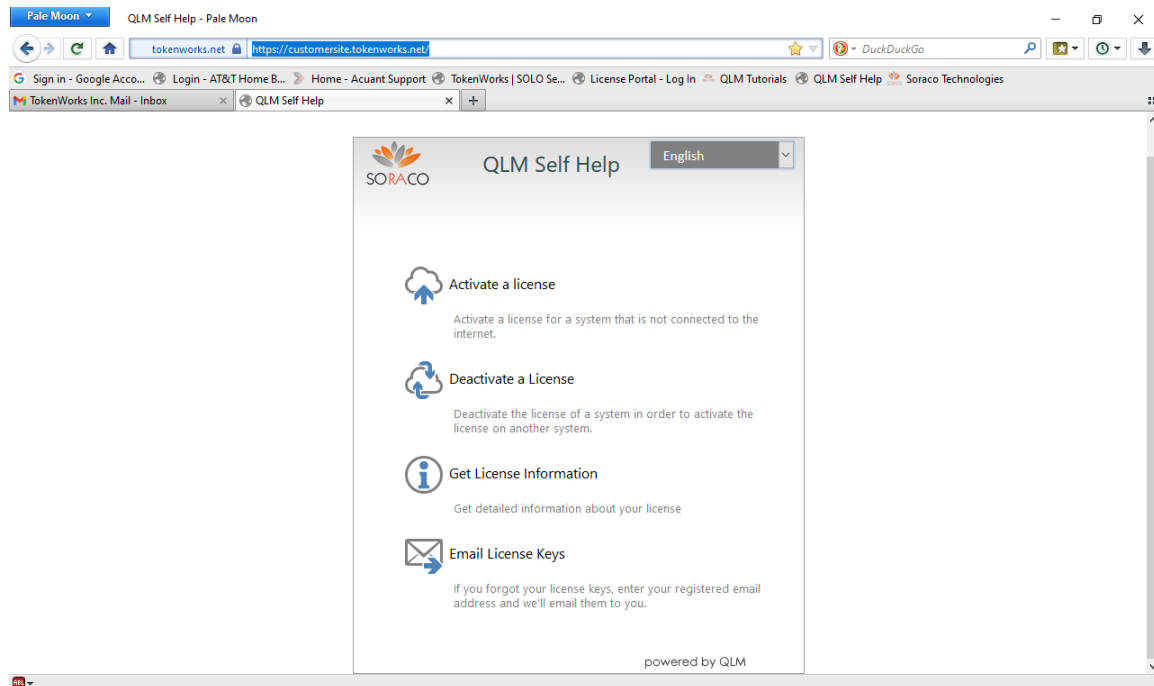 Pale Moon
QLM Self Help - Pale Moon
tokenworks.net https://customersite.tokenworks.net/
DuckDuckGo
G Sign in - Google Acco... Login - AT&T Home B... Home - Acuant Support TokenWorks | SOLO Se... License Portal - Log In QLM Tutorials QLM Self Help Soraco Technologies
TokenWorks Inc. Mail - Inbox QLM Self Help
SORACO
QLM Self Help
English
Activate a license
Activate a license for a system that is not connected to the
internet.
Deactivate a License
Deactivate the license of a system in order to activate the
license on another system.
Get License Information
Get detailed information about your license
Email License Keys
If you forgot your license keys, enter your registered email
address and we'll email them to you.
powered by QLM
ABL